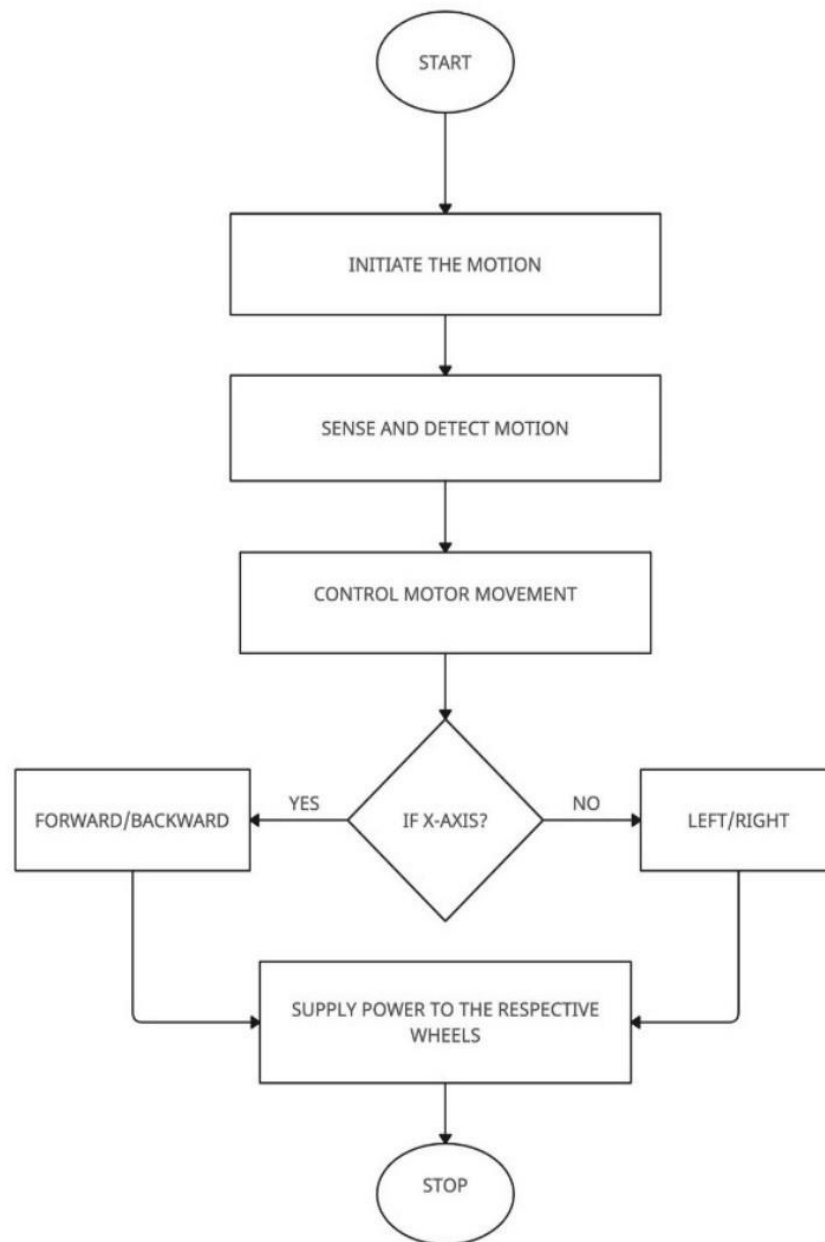 START
INITIATE THE MOTION
SENSE AND DETECT MOTION
CONTROL MOTOR MOVEMENT
YES
NO
FORWARD/BACKWARD
IF X-AXIS?
LEFT/RIGHT
SUPPLY POWER TO THE RESPECTIVE
WHEELS
STOP